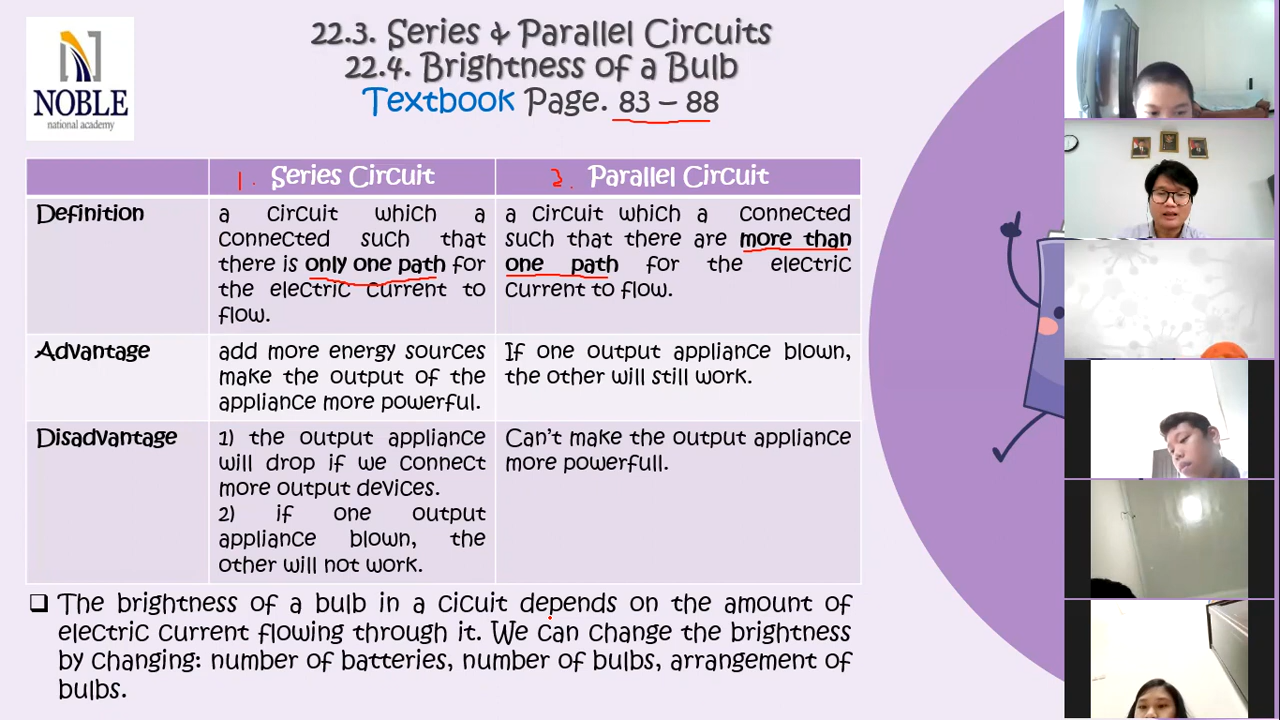 22.3. Series & Parallel Circuits
22.4. Brightness of a Bulb
Textbook Page. 83 – 88
NOBLE
national academy
1. Series Circuit
2. Parallel Circuit
Definition
a circuit which a
connected such that
there is only one path for
the electric current to
flow.
a circuit which a connected
such that there are more than
one path for the electric
current to flow.
Advantage
add more energy sources
make the output of the
appliance more powerful.
If one output appliance blown,
the other will still work.
Disadvantage
1) the output appliance
will drop if we connect
more output devices.
2) if one output
appliance blown, the
other will not work.
Can't make the output appliance
more powerfull.
The brightness of a bulb in a cicuit depends on the amount of
electric current flowing through it. We can change the brightness
by changing: number of batteries, number of bulbs, arrangement of
bulbs.